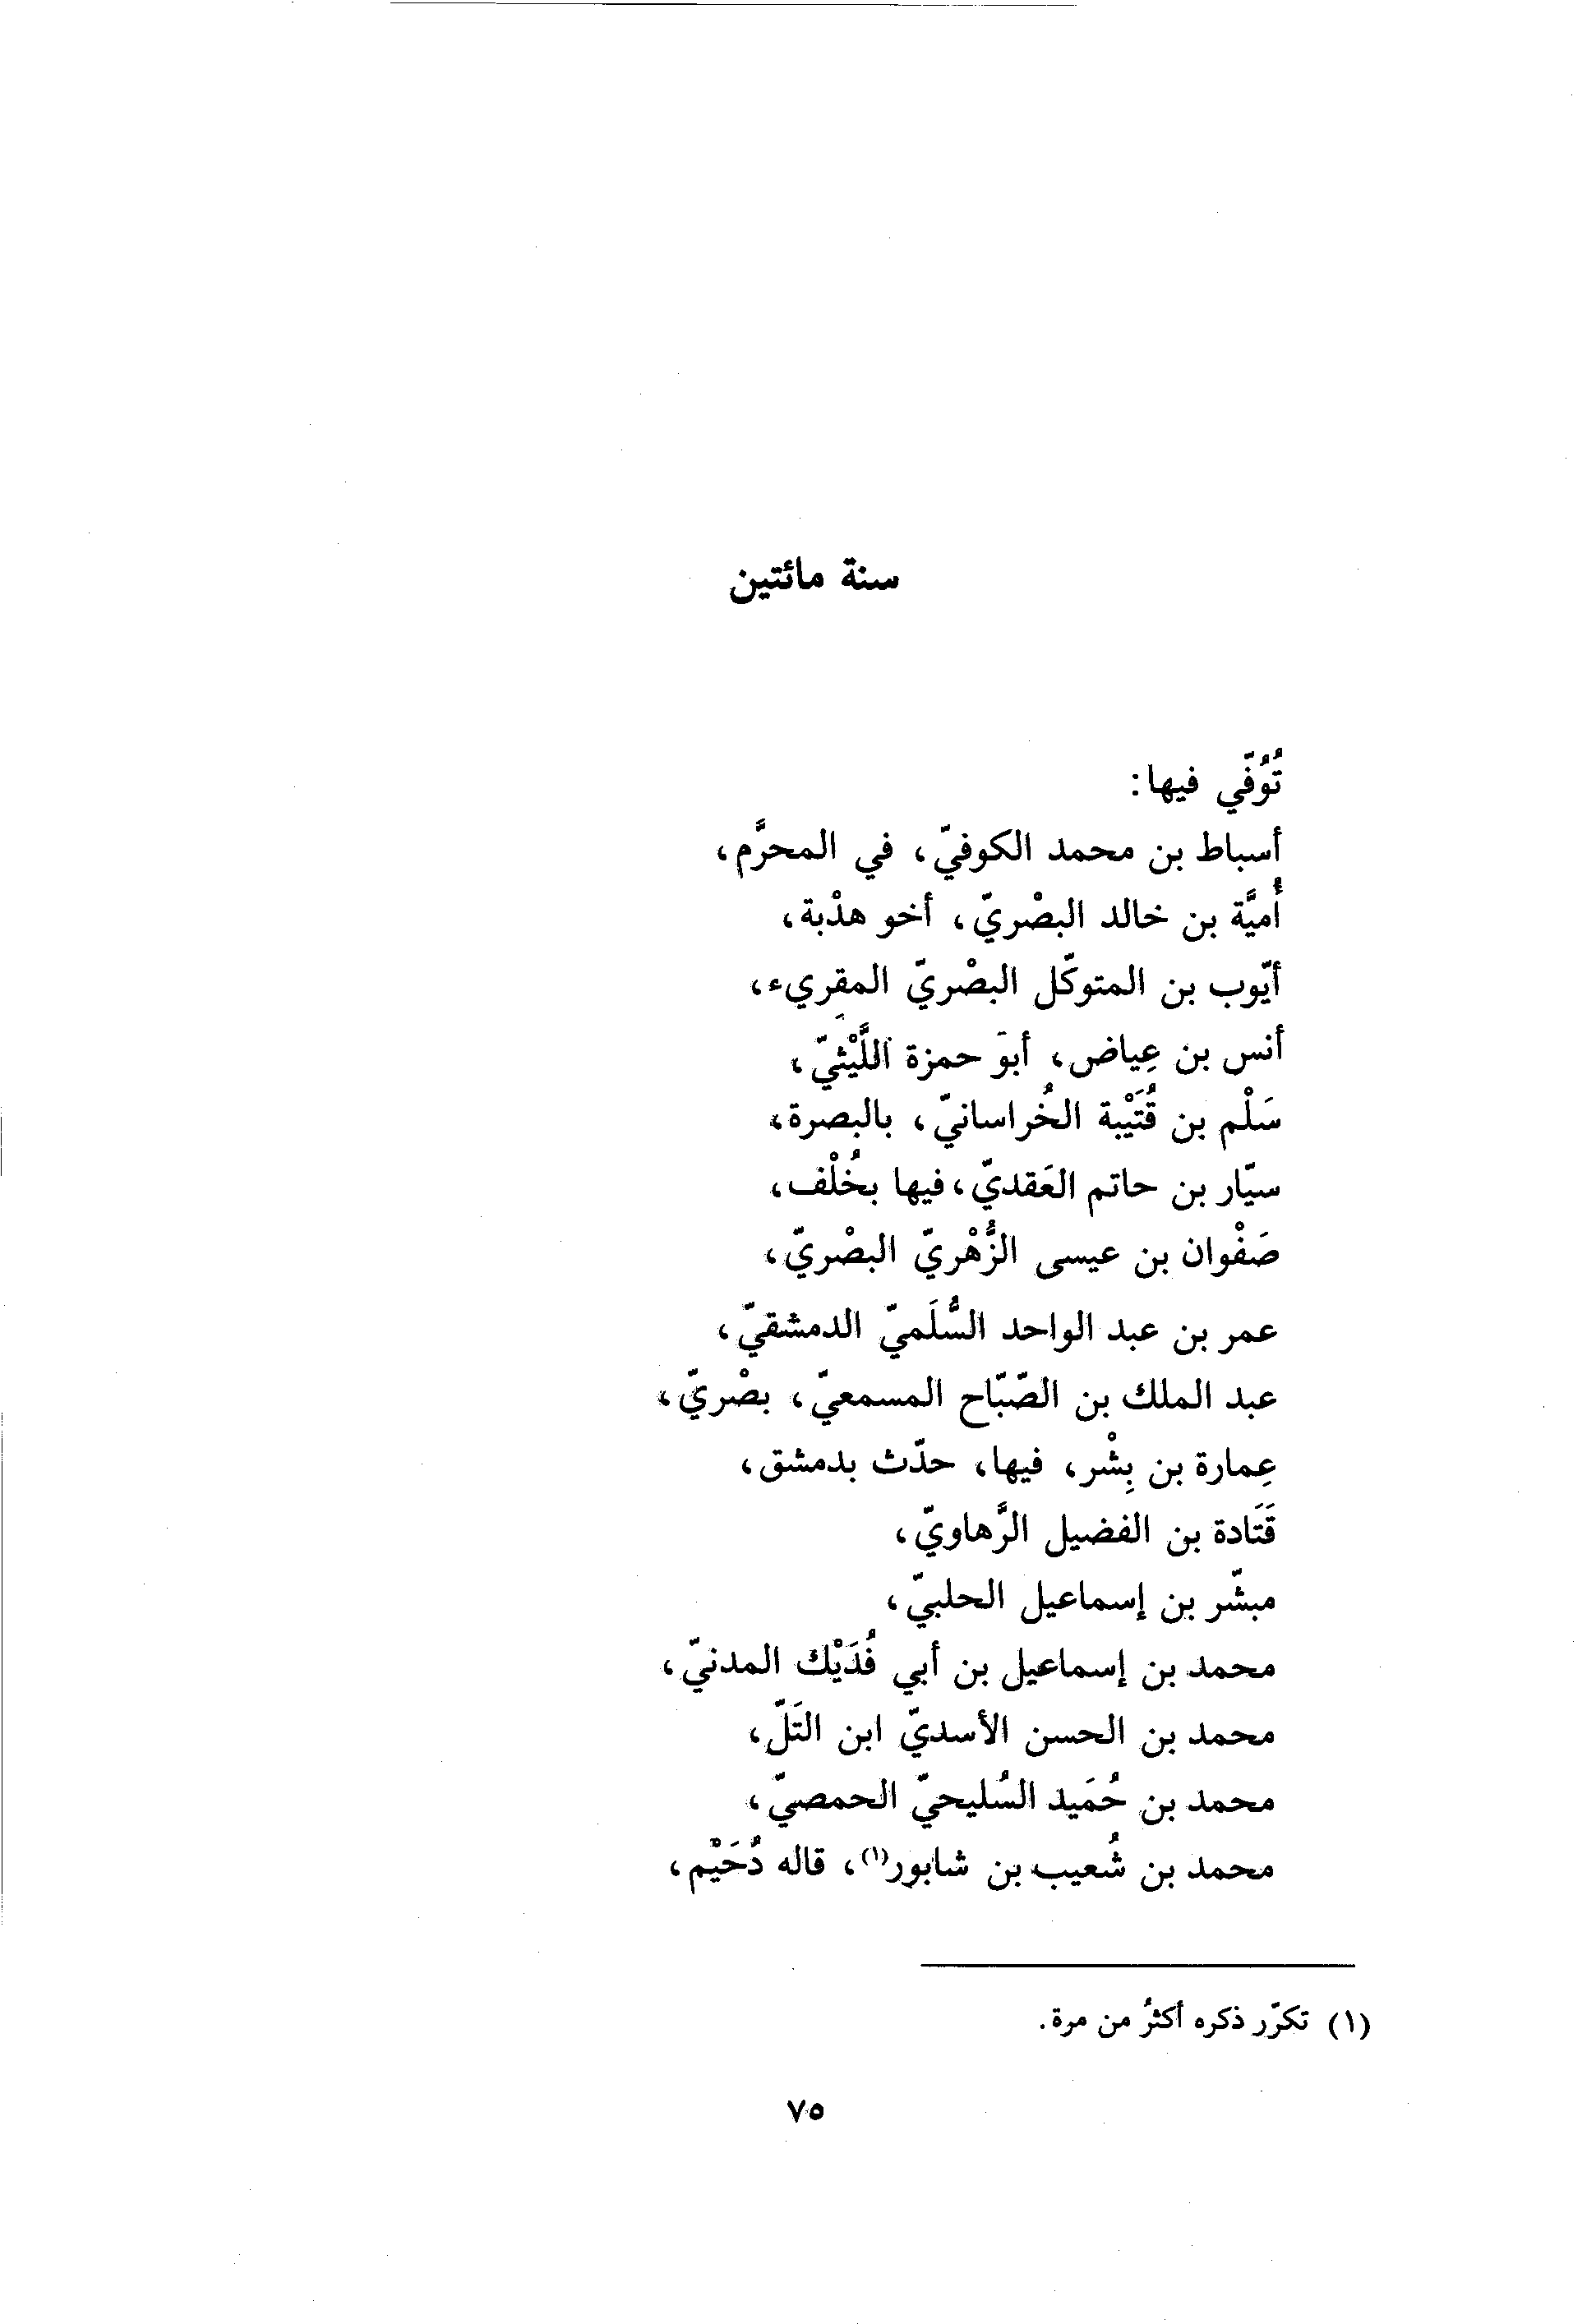 سنة مائتين
تُوُفّي فيها:
أسباط بن محمد الكوفيّ، في المحرَّم،
أُميَّة بن خالد البصْريّ، أخو هدْبة،
أيّوب بن المتوكّل البصْريّ المقرِيء،
أنس بن عِياض، أبو حمزة اللَّيْثيّ،
سَلْم بن قُتَيْبة الخُراسانيّ، بالبصرة،
سيّار بن حاتم العَقديّ، فيها بخُلْف،
صَفْوان بن عيسى الزُّهْريّ البصْريّ،
عمر بن عبد الواحد السُّلَميّ الدمشقيّ،
عبد الملك بن الصّبّاح المسمعيّ، بصْريّ،
عِمارة بن بِشْر، فيها، حدّث بدمشق،
قَتَادة بن الفضيل الرَّهاويّ،
مبشّر بن إسماعيل الحلبيّ،
محمد بن إسماعيل بن أبي فُدَيْك المدنيّ،
محمد بن الحسن الأسديّ ابن التَلّ،
محمد بن حُمَيد السُليحيّ الحمصيّ،
محمد بن شُعيب بن شابور(١)، قاله دُحَيْم،
(١) تكرّر ذكره أكثرُ من مرة.
٧٥